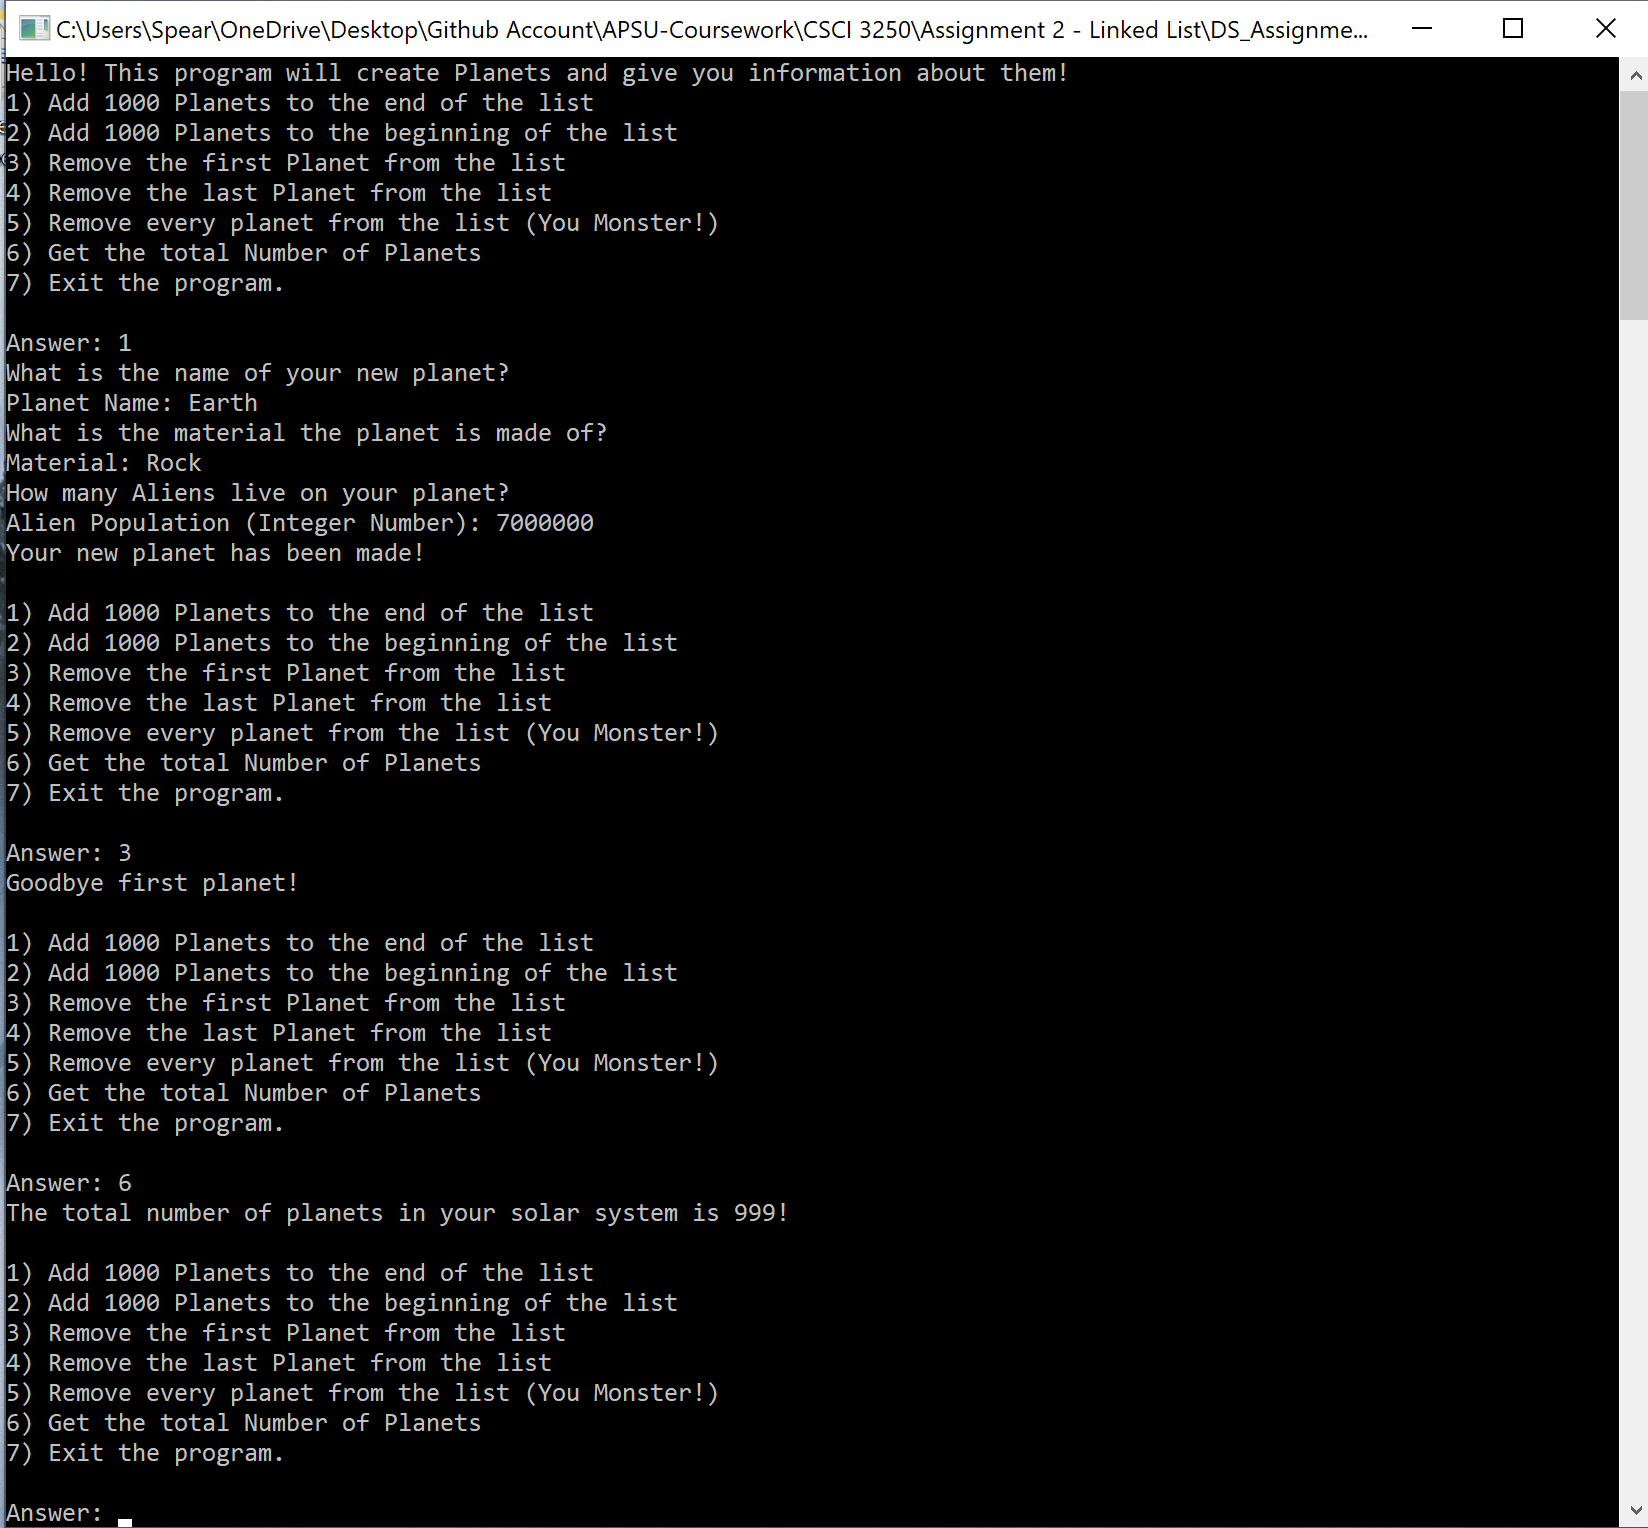 C:\Users\Spear\OneDrive\Desktop\Github Account\APSU-Coursework\CSCI 3250\Assignment 2 - Linked List\DS_Assignme...
Hello! This program will create Planets and give you information about them!
1) Add 1000 Planets to the end of the list
2) Add 1000 Planets to the beginning of the list
3) Remove the first Planet from the list
4) Remove the last Planet from the list
5) Remove every planet from the list (You Monster!)
6) Get the total Number of Planets
7) Exit the program.
Answer: 1
What is the name of your new planet?
Planet Name: Earth
What is the material the planet is made of?
Material: Rock
How many Aliens live on your planet?
Alien Population (Integer Number): 7000000
Your new planet has been made!
1) Add 1000 Planets to the end of the list
2) Add 1000 Planets to the beginning of the list
3) Remove the first Planet from the list
4) Remove the last Planet from the list
5) Remove every planet from the list (You Monster!)
6) Get the total Number of Planets
7) Exit the program.
Answer: 3
Goodbye first planet!
1) Add 1000 Planets to the end of the list
2) Add 1000 Planets to the beginning of the list
3) Remove the first Planet from the list
4) Remove the last Planet from the list
5) Remove every planet from the list (You Monster!)
6) Get the total Number of Planets
7) Exit the program.
Answer: 6
The total number of planets in your solar system is 999!
1) Add 1000 Planets to the end of the list
2) Add 1000 Planets to the beginning of the list
3) Remove the first Planet from the list
4) Remove the last Planet from the list
5) Remove every planet from the list (You Monster!)
6) Get the total Number of Planets
7) Exit the program.
Answer: